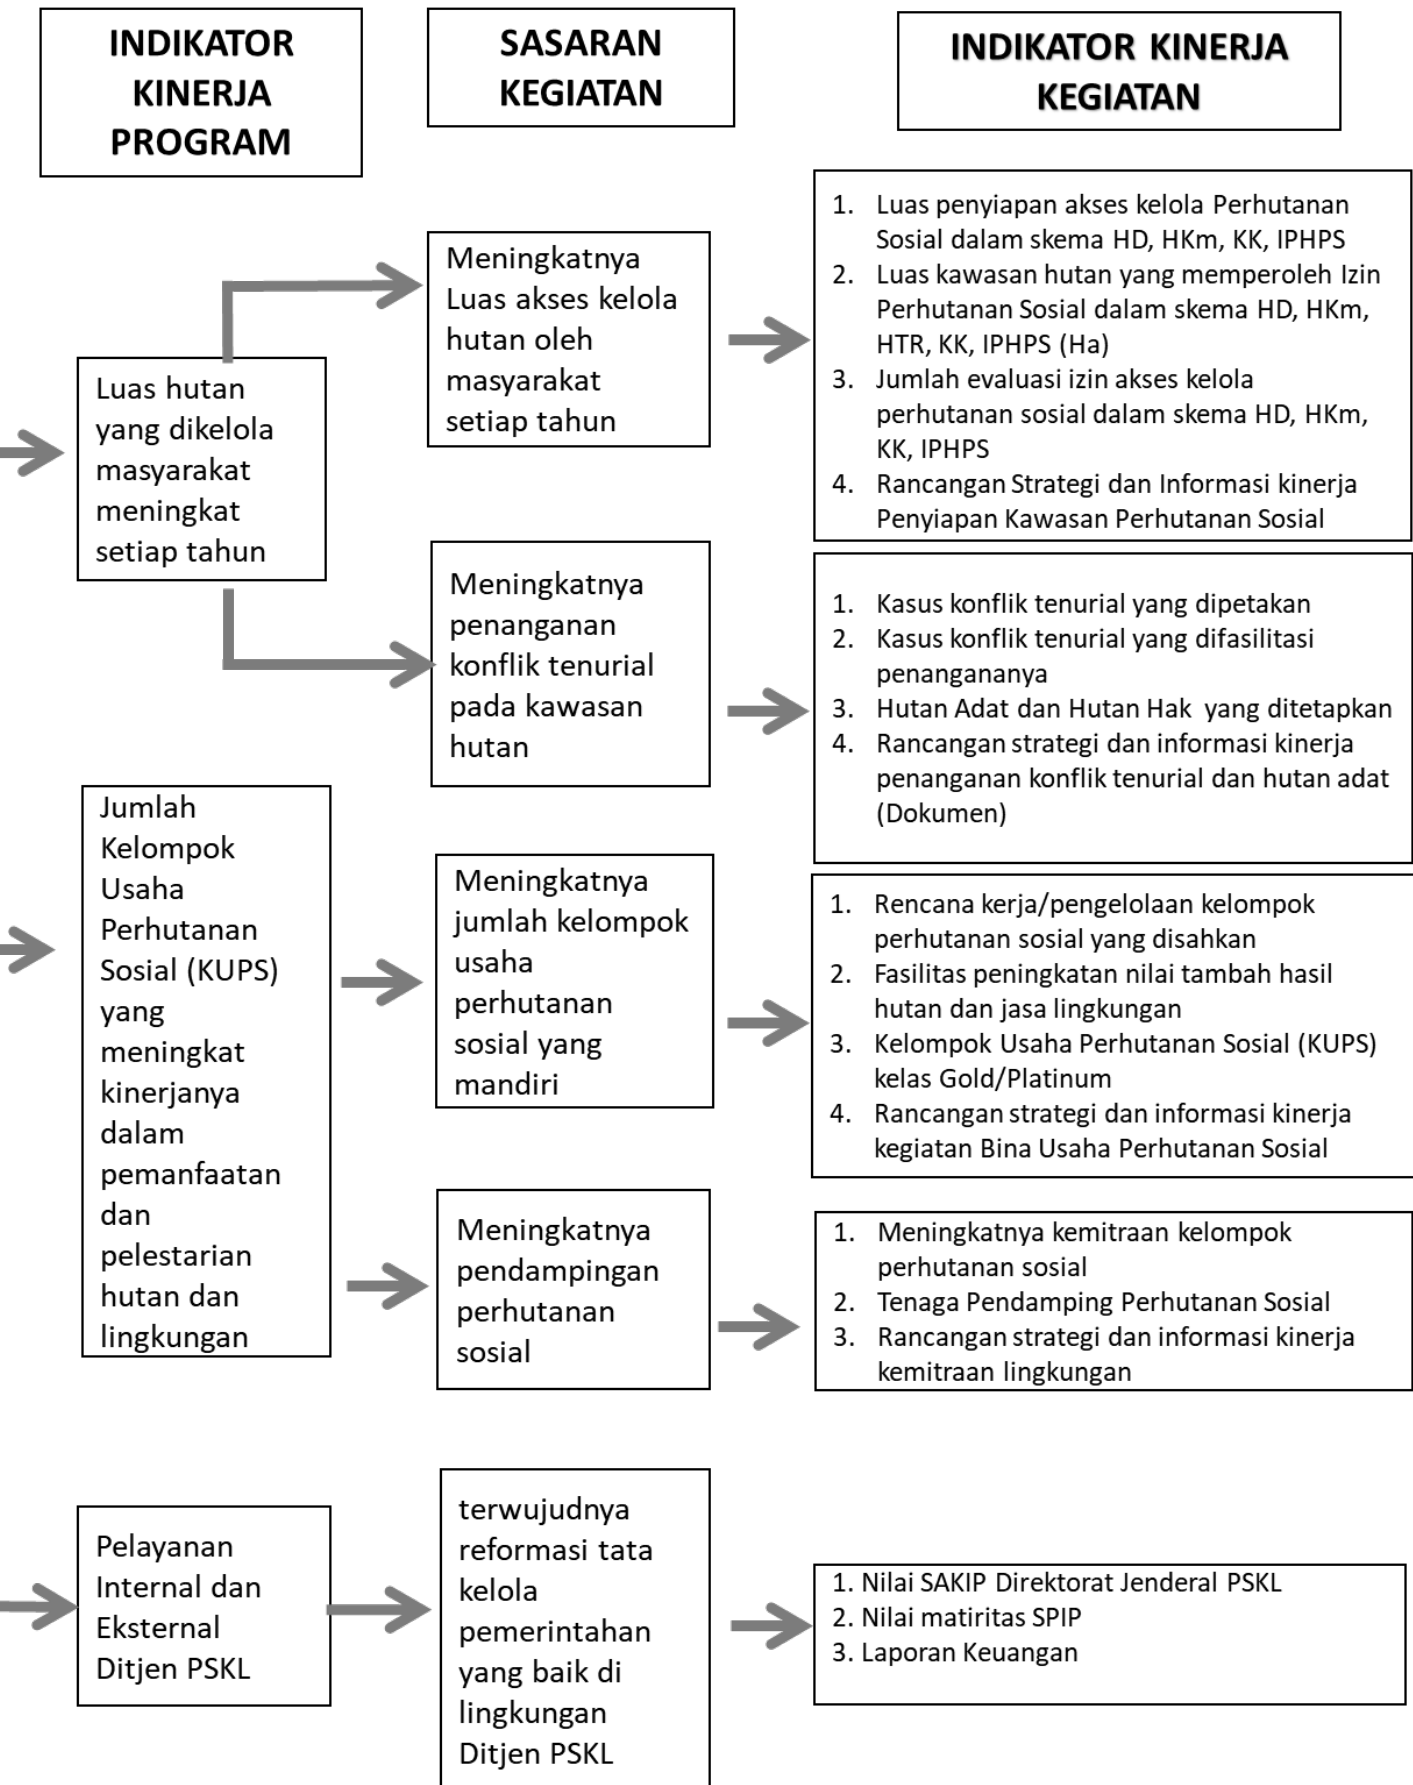 INDIKATOR
KINERJA
PROGRAM
SASARAN
KEGIATAN
INDIKATOR KINERJA
KEGIATAN
Luas hutan
yang dikelola
masyarakat
meningkat
setiap tahun
Meningkatnya
Luas akses kelola
hutan oleh
masyarakat
setiap tahun
1. Luas penyiapan akses kelola Perhutanan
Sosial dalam skema HD, HKm, KK, IPHPS
2. Luas kawasan hutan yang memperoleh Izin
Perhutanan Sosial dalam skema HD, HKm,
HTR, KK, IPHPS (Ha)
3. Jumlah evaluasi izin akses kelola
perhutanan sosial dalam skema HD, HKm,
KK, IPHPS
4. Rancangan Strategi dan Informasi kinerja
Penyiapan Kawasan Perhutanan Sosial
Meningkatnya
penanganan
konflik tenurial
pada kawasan
hutan
1. Kasus konflik tenurial yang dipetakan
2. Kasus konflik tenurial yang difasilitasi
penangananya
3. Hutan Adat dan Hutan Hak yang ditetapkan
4. Rancangan strategi dan informasi kinerja
penanganan konflik tenurial dan hutan adat
(Dokumen)
Jumlah
Kelompok
Usaha
Perhutanan
Sosial (KUPS)
yang
meningkat
kinerjanya
dalam
pemanfaatan
dan
pelestarian
hutan dan
lingkungan
Meningkatnya
jumlah kelompok
usaha
perhutanan
sosial yang
mandiri
1. Rencana kerja/pengelolaan kelompok
perhutanan sosial yang disahkan
2. Fasilitas peningkatan nilai tambah hasil
hutan dan jasa lingkungan
3. Kelompok Usaha Perhutanan Sosial (KUPS)
kelas Gold/Platinum
4. Rancangan strategi dan informasi kinerja
kegiatan Bina Usaha Perhutanan Sosial
Meningkatnya
pendampingan
perhutanan
sosial
1. Meningkatnya kemitraan kelompok
perhutanan sosial
2. Tenaga Pendamping Perhutanan Sosial
3. Rancangan strategi dan informasi kinerja
kemitraan lingkungan
Pelayanan
Internal dan
Eksternal
Ditjen PSKL
terwujudnya
reformasi tata
kelola
pemerintahan
yang baik di
lingkungan
Ditjen PSKL
1. Nilai SAKIP Direktorat Jenderal PSKL
2. Nilai matiritas SPIP
3. Laporan Keuangan